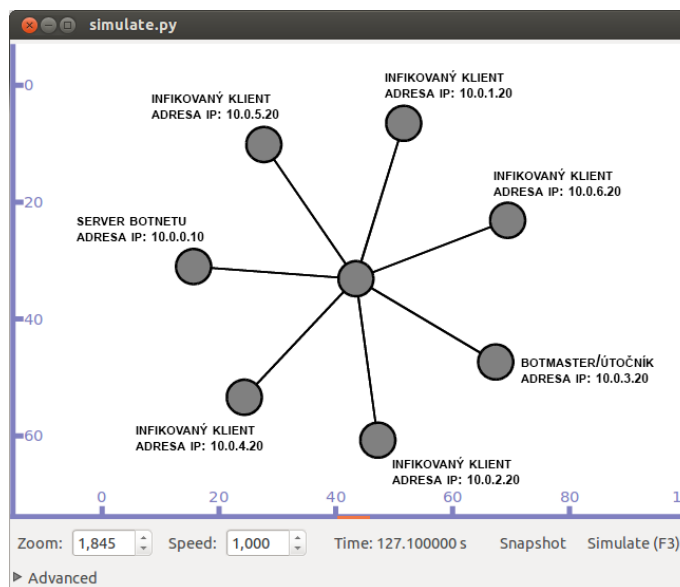 simulate.py
0
INFIKOVANÝ KLIENT
ADRESA IP: 10.0.1.20
INFIKOVANÝ KLIENT
ADRESA IP: 10.0.5.20
INFIKOVANÝ KLIENT
ADRESA IP: 10.0.6.20
20
SERVER BOTNETU
ADRESA IP: 10.0.0.10
40
BOTMASTER/ÚTOČNÍK
ADRESA IP: 10.0.3.20
INFIKOVANÝ KLIENT
ADRESA IP: 10.0.4.20
60
INFIKOVANÝ KLIENT
ADRESA IP: 10.0.2.20
0 20 40 60 80 1
Zoom: 1,845 Speed: 1,000 Time: 127.100000 s Snapshot Simulate (F3)
Advanced